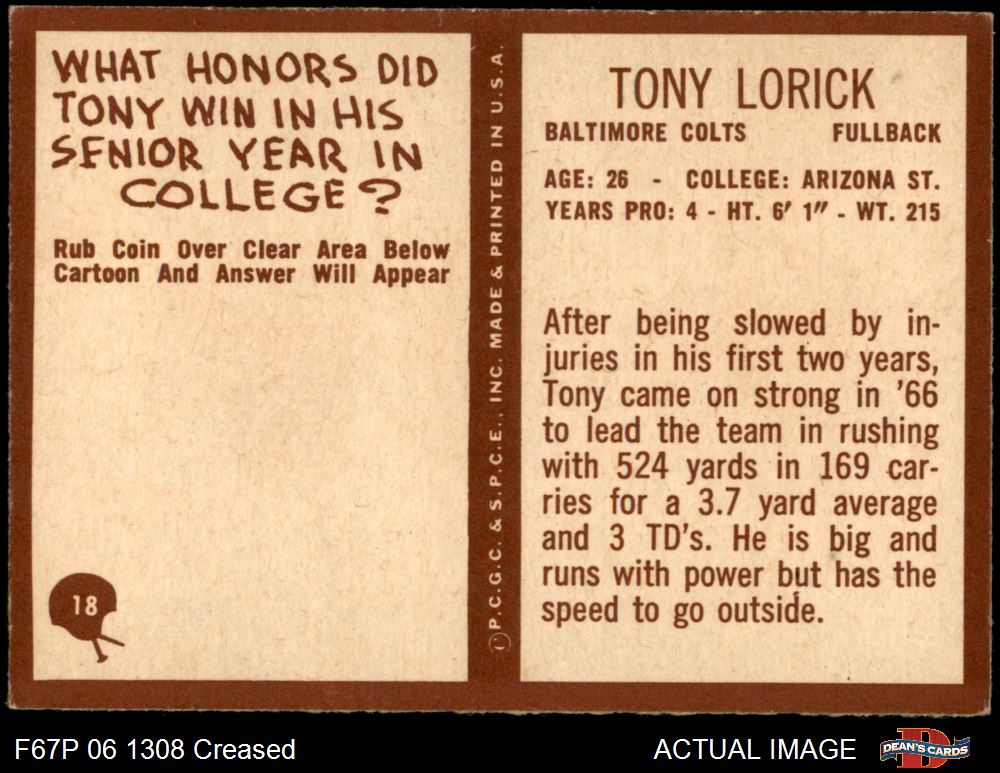 WHAT HONORS DID
TONY WIN IN HIS
SENIOR YEAR IN
COLLEGE?
Rub Coin Over Clear Area Below
Cartoon And Answer Will Appear
18
© P.C.G.C. & S.P.C.E., INC. MADE & PRINTED IN U.S.A.
TONY LORICK
BALTIMORE COLTS FULLBACK
AGE: 26 - COLLEGE: ARIZONA ST.
YEARS PRO: 4 - HT. 6' 1" - WT. 215
After being slowed by in-
juries in his first two years,
Tony came on strong in '66
to lead the team in rushing
with 524 yards in 169 car-
ries for a 3.7 yard average
and 3 TD's. He is big and
runs with power but has the
speed to go outside.
F67P 06 1308 Creased
ACTUAL IMAGE
D
DEAN'S CARDS